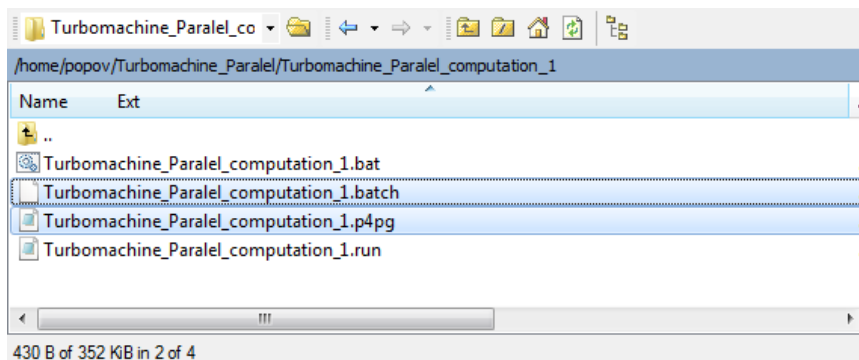 Turbomachine_Paralel_co
/home/popov/Turbomachine_Paralel/Turbomachine_Paralel_computation_1
Name Ext
..
Turbomachine_Paralel_computation_1.bat
Turbomachine_Paralel_computation_1.batch
Turbomachine_Paralel_computation_1.p4pg
Turbomachine_Paralel_computation_1.run
430 B of 352 KiB in 2 of 4